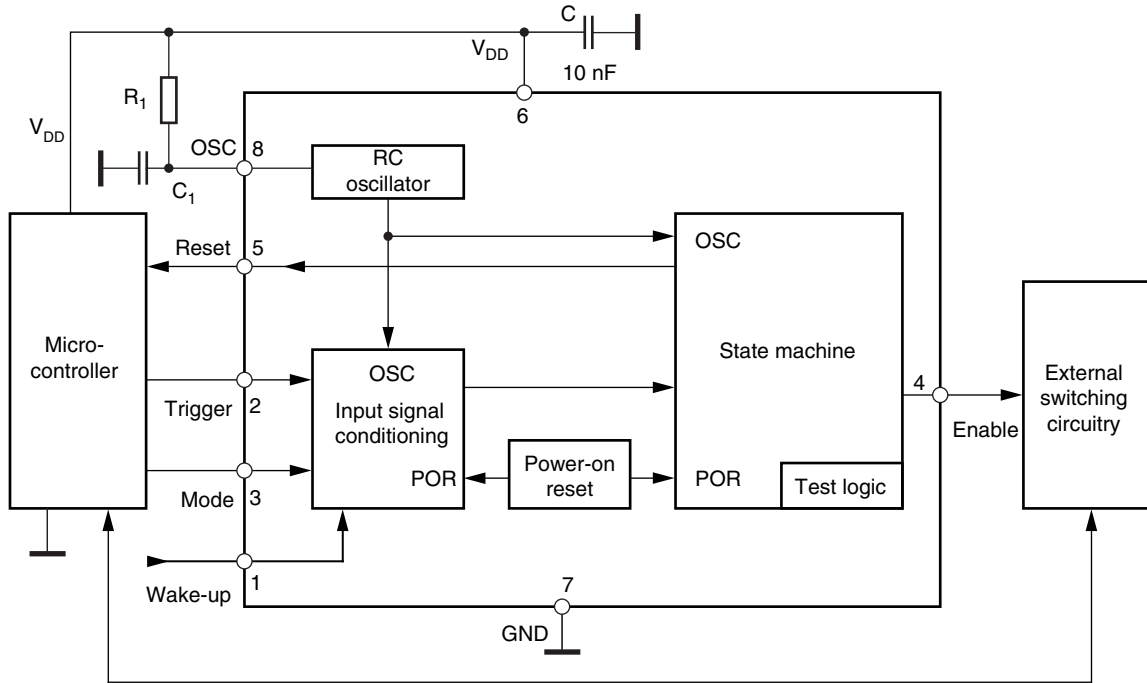 C
V_DD
10 nF
R₁
V_DD
6
OSC
8
RC
oscillator
C₁
Reset
5
OSC
Micro-
controller
OSC
State machine
Input signal
conditioning
Trigger
2
4
Enable
External
switching
circuitry
POR
Power-on
reset
POR
Test logic
Mode
3
Wake-up
1
7
GND